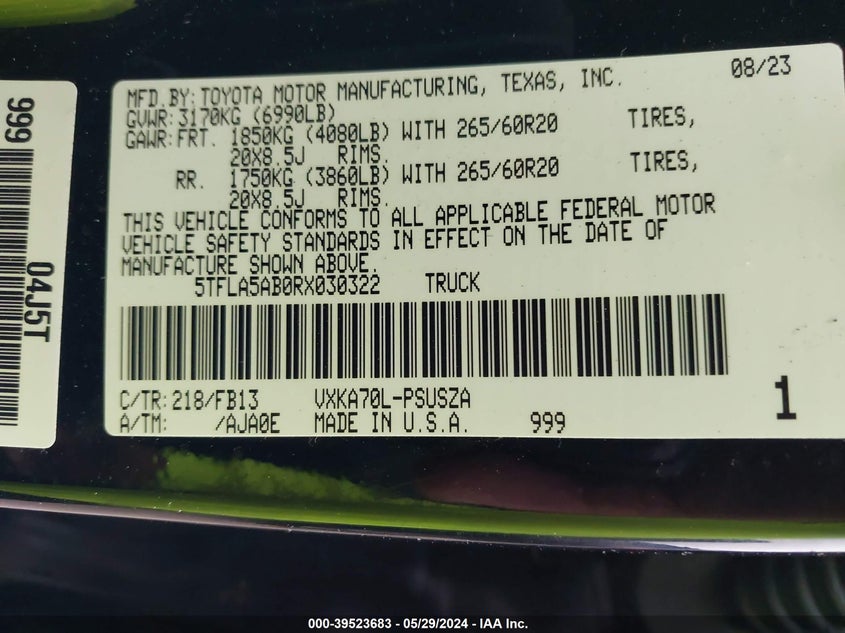 MFD.BY:TOYOTA MOTOR MANUFACTURING, TEXAS, INC. 08/23
GVWR:3170KG (6990LB)
GAWR:FRT. 1850KG (4080LB) WITH 265/60R20 TIRES,
20X8.5J RIMS.
RR. 1750KG (3860LB) WITH 265/60R20 TIRES,
20X8.5J RIMS.
THIS VEHICLE CONFORMS TO ALL APPLICABLE FEDERAL MOTOR
VEHICLE SAFETY STANDARDS IN EFFECT ON THE DATE OF
MANUFACTURE SHOWN ABOVE.
5TFLA5AB0RX030322 TRUCK
C/TR:218/FB13 VXKA70L-PSUSZA
A/TM: /AJA0E MADE IN U.S.A. 999
1
999
04J5T
000-39523683 - 05/29/2024 - IAA Inc.